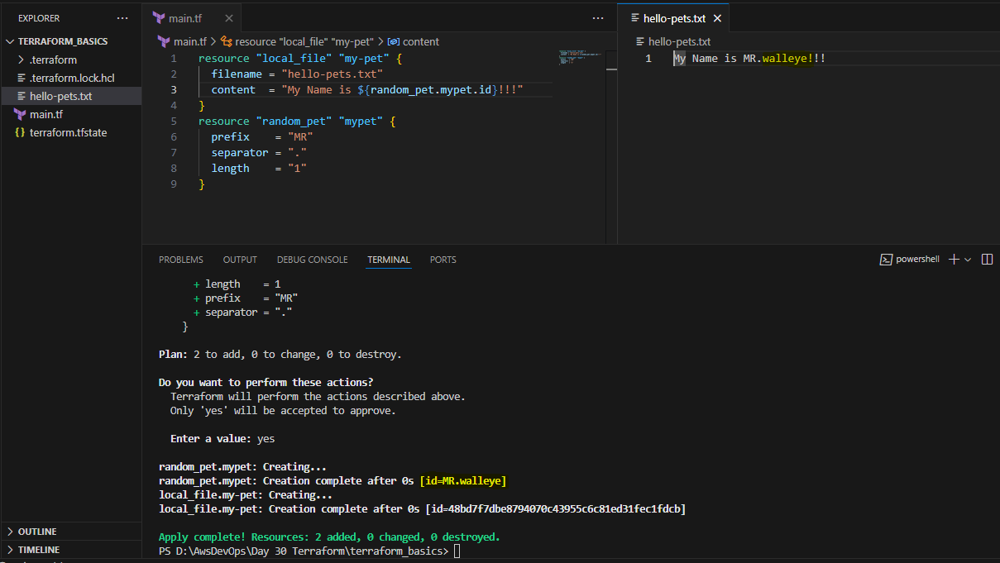 EXPLORER ...
TERRAFORM_BASICS
.terraform
.terraform.lock.hcl
hello-pets.txt
main.tf
{} terraform.tfstate
OUTLINE
TIMELINE
main.tf ...
main.tf > resource "local_file" "my-pet" > content
1 resource "local_file" "my-pet" {
2 filename = "hello-pets.txt"
3 content = "My Name is ${random_pet.mypet.id}!!!"
4 }
5 resource "random_pet" "mypet" {
6 prefix = "MR"
7 separator = "."
8 length = "1"
9 }
hello-pets.txt
hello-pets.txt
1 My Name is MR.walleye!!!
PROBLEMS OUTPUT DEBUG CONSOLE TERMINAL PORTS
powershell
+ length = 1
+ prefix = "MR"
+ separator = "."
}
Plan: 2 to add, 0 to change, 0 to destroy.
Do you want to perform these actions?
Terraform will perform the actions described above.
Only 'yes' will be accepted to approve.
Enter a value: yes
random_pet.mypet: Creating...
random_pet.mypet: Creation complete after 0s [id=MR.walleye]
local_file.my-pet: Creating...
local_file.my-pet: Creation complete after 0s [id=48bd7f7dbe8794070c43955c6c81ed31fec1fdcb]
Apply complete! Resources: 2 added, 0 changed, 0 destroyed.
PS D:\AwsDevOps\Day 30 Terraform\terraform_basics>